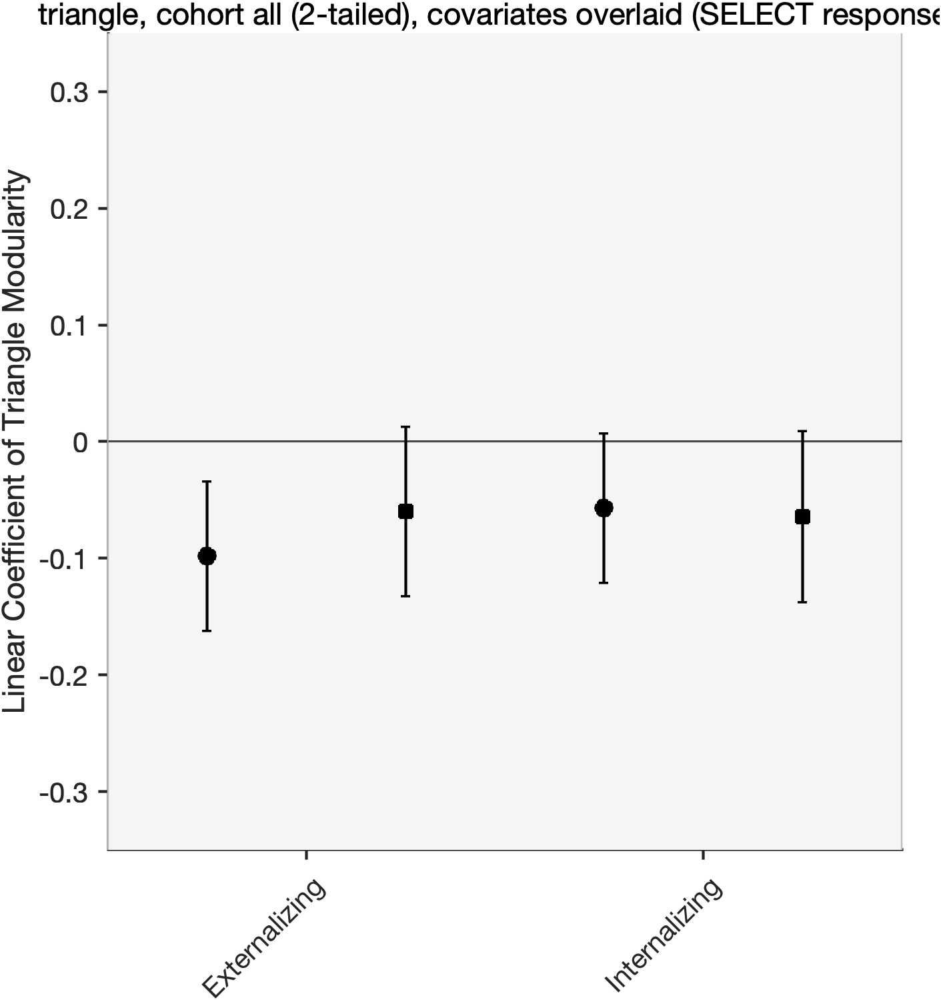 triangle, cohort all (2-tailed), covariates overlaid (SELECT response
Linear Coefficient of Triangle Modularity
0.3
0.2
0.1
0
-0.1
-0.2
-0.3
Externalizing
Internalizing